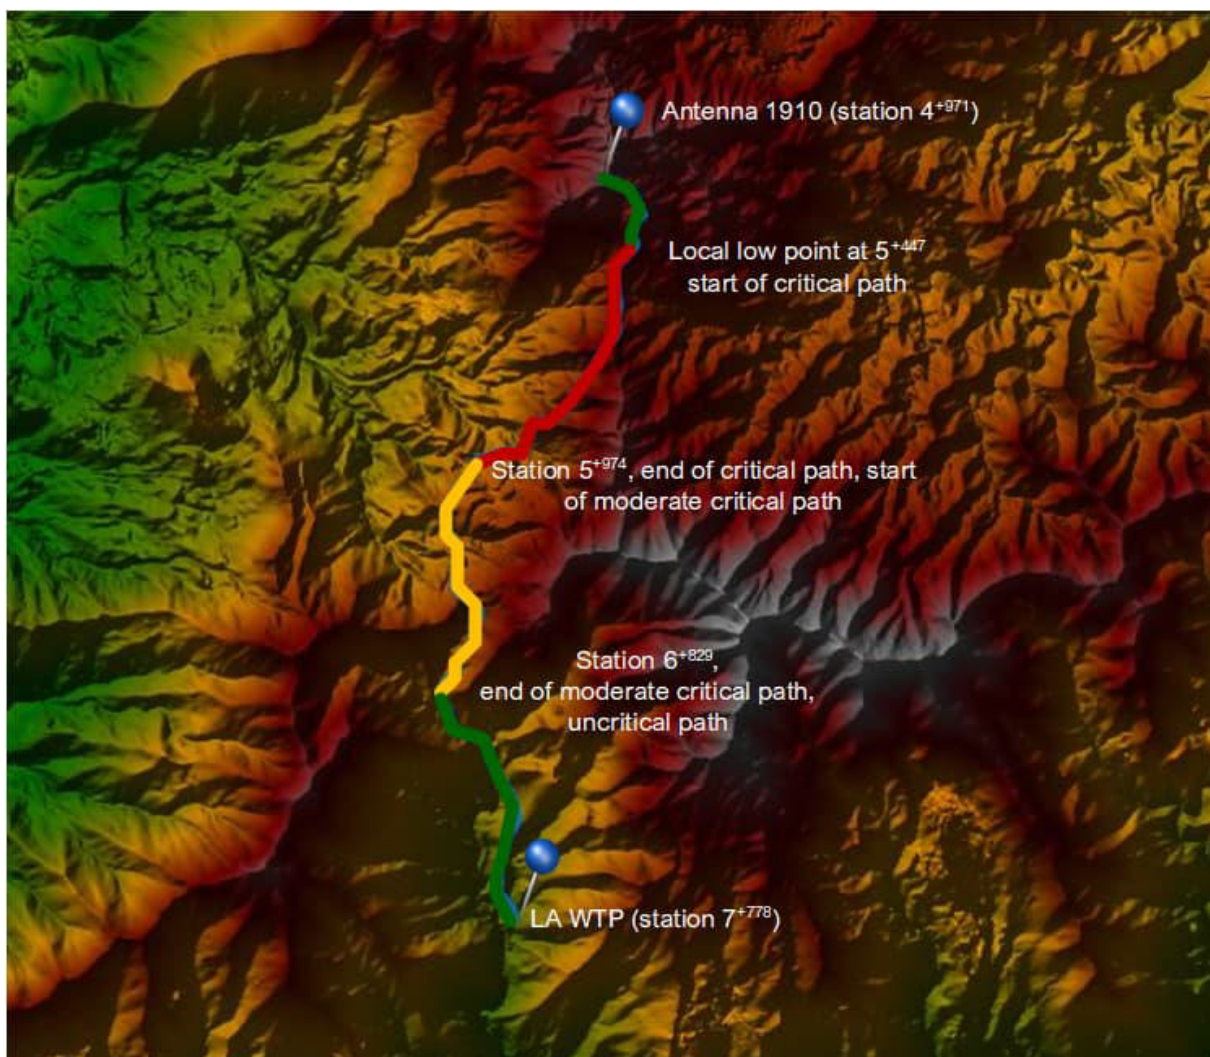 Antenna 1910 (station 4+971)
Local low point at 5+447
start of critical path
Station 5+974, end of critical path, start
of moderate critical path
Station 6+829,
end of moderate critical path,
uncritical path
LA WTP (station 7+778)